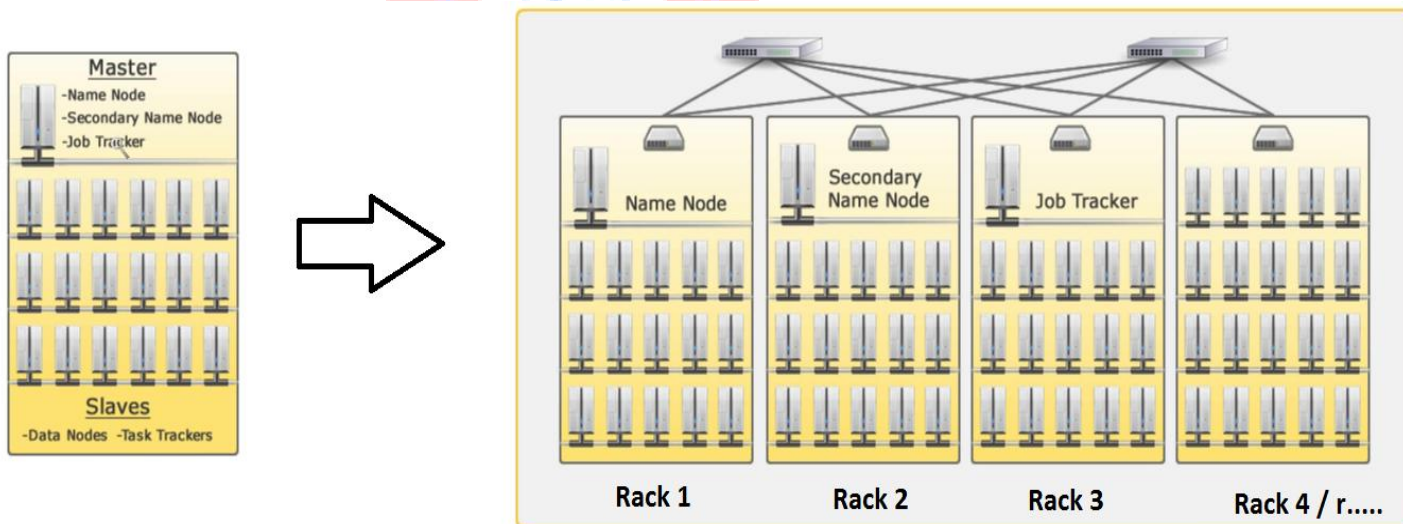 Master
-Name Node
-Secondary Name Node
-Job Tracker
Slaves
-Data Nodes -Task Trackers
Name Node
Secondary
Name Node
Job Tracker
Rack 1
Rack 2
Rack 3
Rack 4 / r.....